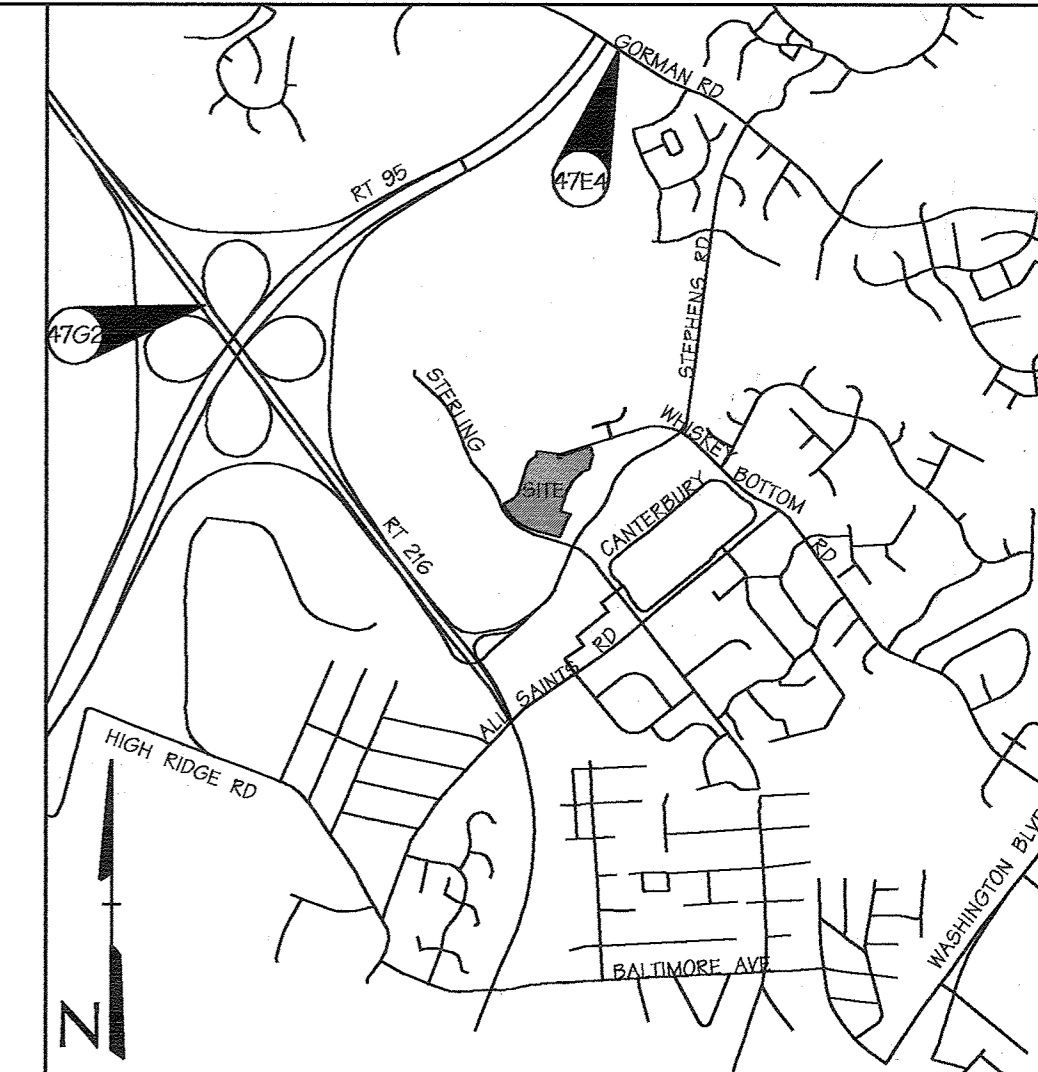 GORMAN RD
RT 95
47E4
STEPHENS RD
47G2
STERLING
WHISKEY BOTTOM RD
SITE
CANTERBURY
RT 216
ALL SAINTS RD
HIGH RIDGE RD
WASHINGTON BLVD
BALTIMORE AVE
N